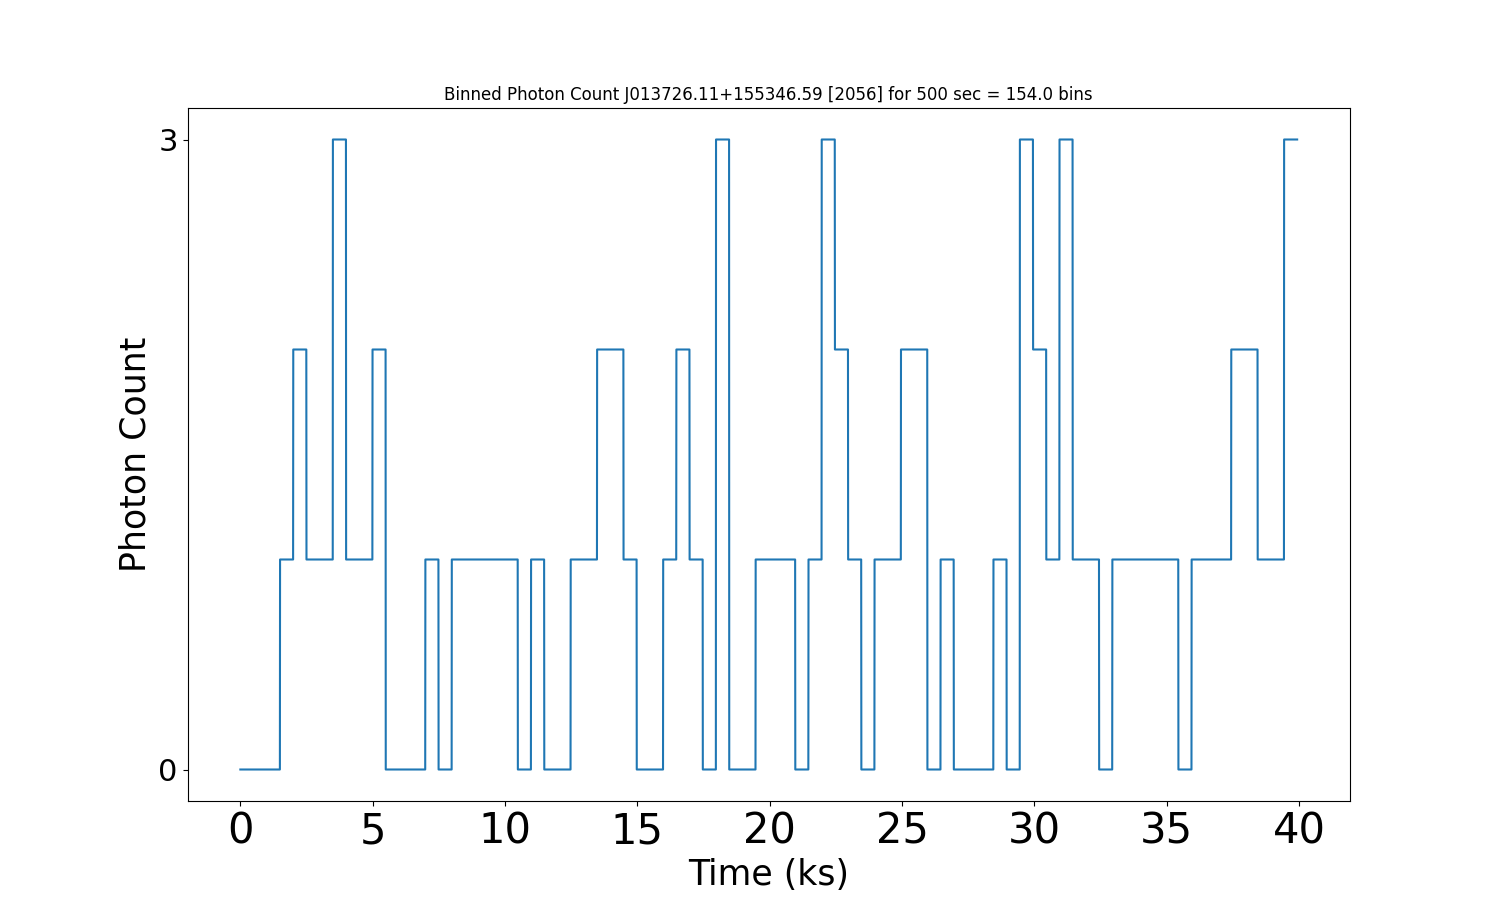 Binned Photon Count J013726.11+155346.59 [2056] for 500 sec = 154.0 bins
3
Photon Count
0
0 5 10 15 20 25 30 35 40
Time (ks)